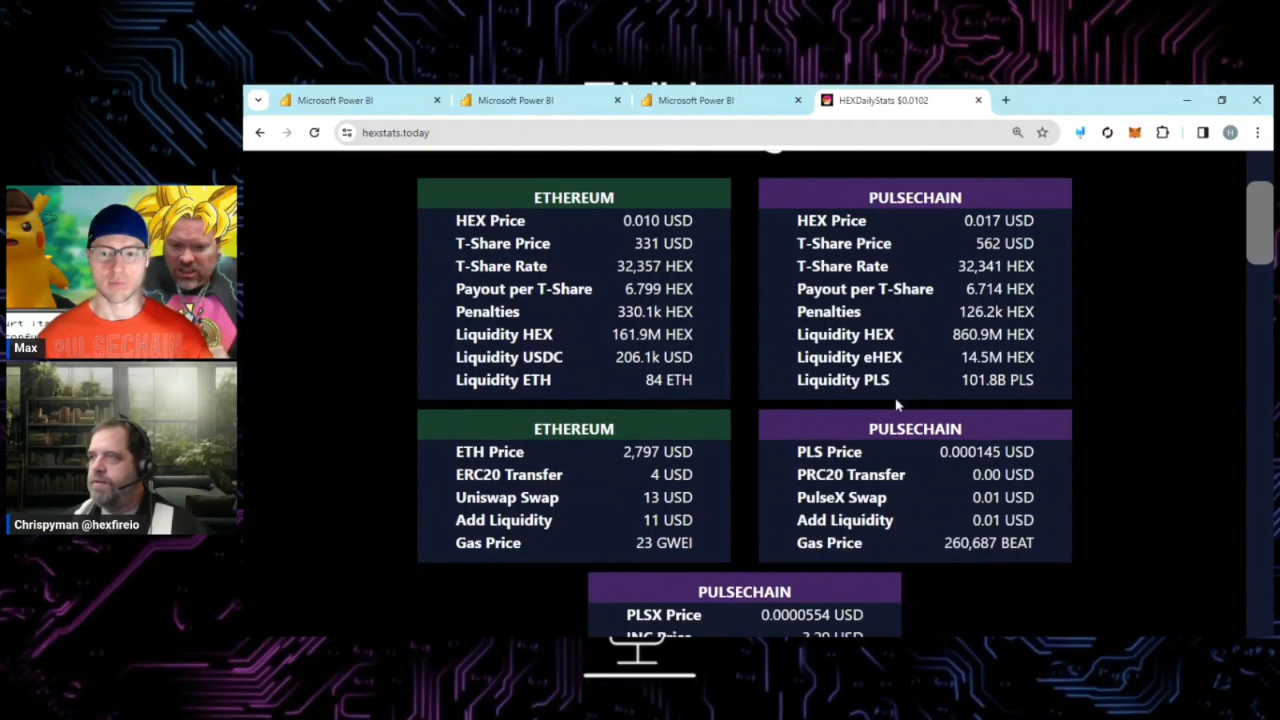 Microsoft Power BI
Microsoft Power BI
Microsoft Power BI
HEXDailyStats $0.0102
hexstats.today
H
ETHEREUM
HEX Price 0.010 USD
T-Share Price 331 USD
T-Share Rate 32,357 HEX
Payout per T-Share 6.799 HEX
Penalties 330.1k HEX
Liquidity HEX 161.9M HEX
Liquidity USDC 206.1k USD
Liquidity ETH 84 ETH
PULSECHAIN
HEX Price 0.017 USD
T-Share Price 562 USD
T-Share Rate 32,341 HEX
Payout per T-Share 6.714 HEX
Penalties 126.2k HEX
Liquidity HEX 860.9M HEX
Liquidity eHEX 14.5M HEX
Liquidity PLS 101.8B PLS
ETHEREUM
ETH Price 2,797 USD
ERC20 Transfer 4 USD
Uniswap Swap 13 USD
Add Liquidity 11 USD
Gas Price 23 GWEI
PULSECHAIN
PLS Price 0.000145 USD
PRC20 Transfer 0.00 USD
PulseX Swap 0.01 USD
Add Liquidity 0.01 USD
Gas Price 260,687 BEAT
PULSECHAIN
PLSX Price 0.0000554 USD
INC Price 3.20 USD
PULSECHAIN
Max
Chrispyman @hexfireio